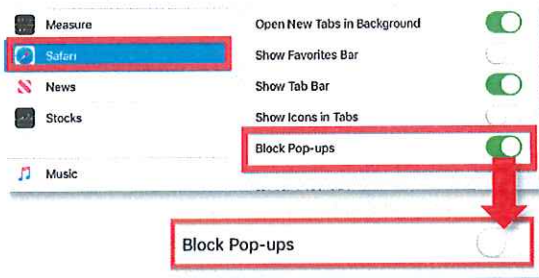 Measure
Safari
News
Stocks
Music
Open New Tabs in Background
Show Favorites Bar
Show Tab Bar
Show Icons in Tabs
Block Pop-ups
Block Pop-ups